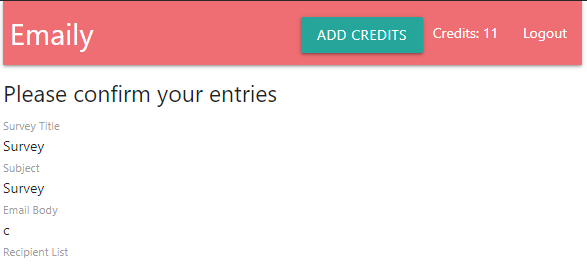 Emaily
ADD CREDITS
Credits: 11
Logout
Please confirm your entries
Survey Title
Survey
Subject
Survey
Email Body
c
Recipient List